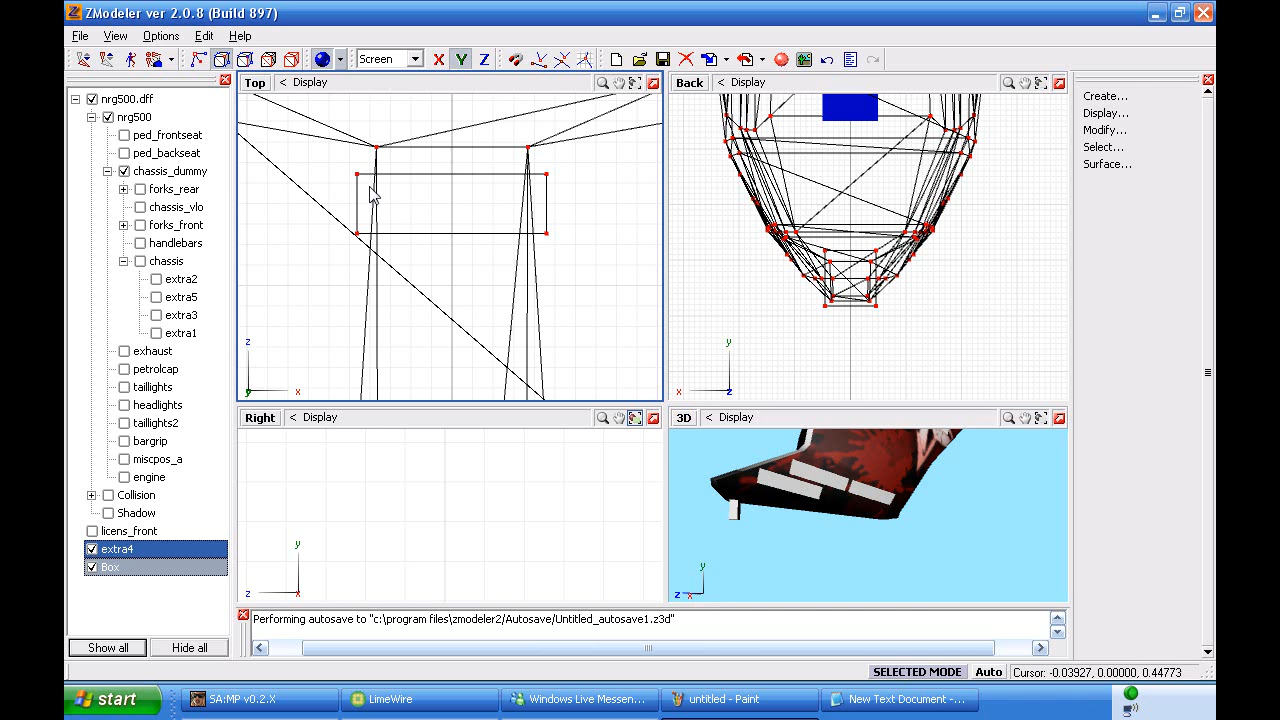 ZModeler ver 2.0.8 (Build 897)
File View Options Edit Help
Screen X Y Z
Top < Display
Back < Display
nrg500.dff
nrg500
ped_frontseat
ped_backseat
chassis_dummy
forks_rear
chassis_vlo
forks_front
handlebars
chassis
extra2
extra5
extra3
extra1
exhaust
petrolcap
taillights
headlights
taillights2
bargrip
miscpos_a
engine
Collision
Shadow
licens_front
extra4
Box
Show all Hide all
z
y x
y
x z
Create...
Display...
Modify...
Select...
Surface...
Right < Display
3D < Display
y
z x
y
z x
Performing autosave to "c:\program files\zmodeler2/Autosave/Untitled_autosave1.z3d"
SELECTED MODE Auto Cursor: -0.03927, 0.00000, 0.44773
start SA:MP v0.2.X LimeWire Windows Live Messen... untitled - Paint New Text Document -...